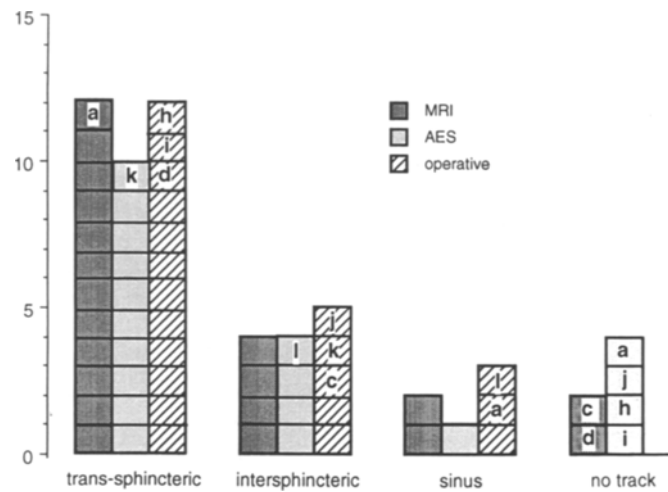 15
10
5
0
MRI
AES
operative
a
k
h
i
d
l
j
k
c
l
a
c
d
a
j
h
i
trans-sphincteric
intersphincteric
sinus
no track